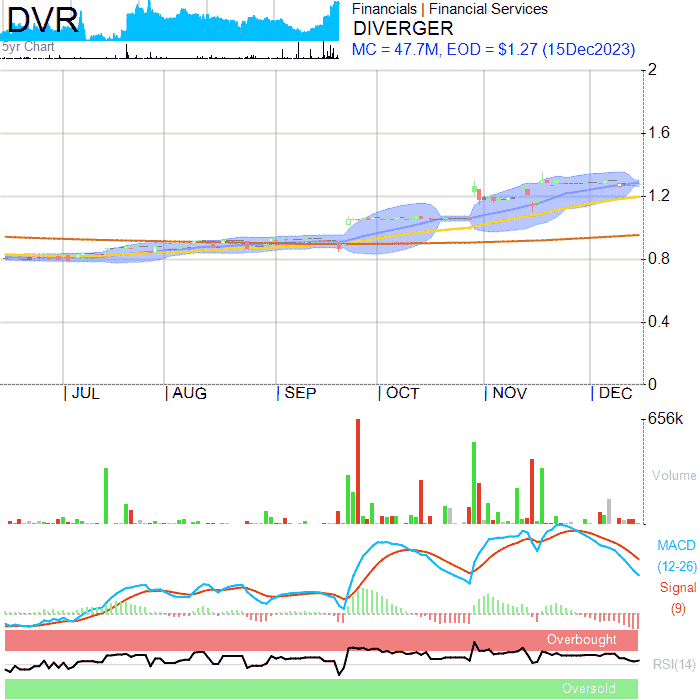 DVR
5yr Chart
Financials | Financial Services
DIVERGER
MC = 47.7M, EOD = $1.27 (15Dec2023)
2
1.6
1.2
0.8
0.4
0
JUL
AUG
SEP
OCT
NOV
DEC
656k
Volume
MACD
(12-26)
Signal
(9)
Overbought
RSI(14)
Oversold